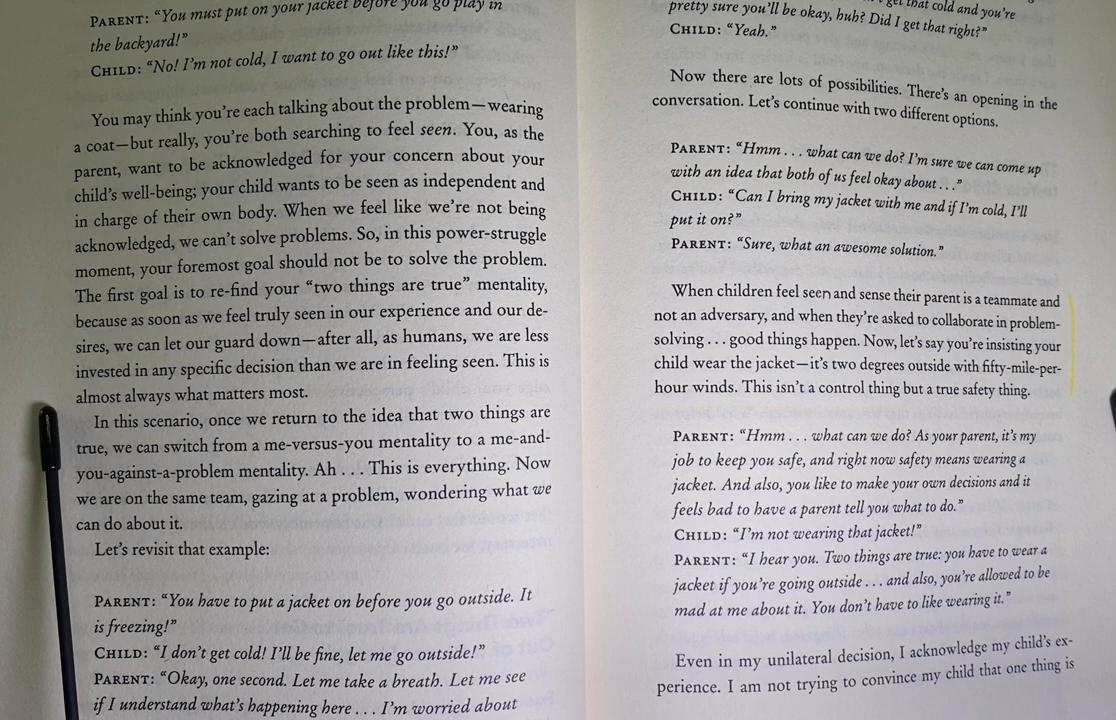 PARENT: "You must put on your jacket before you go play in
the backyard!"
CHILD: "No! I'm not cold, I want to go out like this!"
You may think you're each talking about the problem—wearing
a coat—but really, you're both searching to feel seen. You, as the
parent, want to be acknowledged for your concern about your
child's well-being; your child wants to be seen as independent and
in charge of their own body. When we feel like we're not being
acknowledged, we can't solve problems. So, in this power-struggle
moment, your foremost goal should not be to solve the problem.
The first goal is to re-find your "two things are true" mentality,
because as soon as we feel truly seen in our experience and our de-
sires, we can let our guard down—after all, as humans, we are less
invested in any specific decision than we are in feeling seen. This is
almost always what matters most.
In this scenario, once we return to the idea that two things are
true, we can switch from a me-versus-you mentality to a me-and-
you-against-a-problem mentality. Ah . . . This is everything. Now
we are on the same team, gazing at a problem, wondering what we
can do about it.
Let's revisit that example:
PARENT: "You have to put a jacket on before you go outside. It
is freezing!"
CHILD: "I don't get cold! I'll be fine, let me go outside!"
PARENT: "Okay, one second. Let me take a breath. Let me see
if I understand what's happening here . . . I'm worried about
get that cold and you're
pretty sure you'll be okay, huh? Did I get that right?"
CHILD: "Yeah."
Now there are lots of possibilities. There's an opening in the
conversation. Let's continue with two different options.
PARENT: "Hmm . . . what can we do? I'm sure we can come up
with an idea that both of us feel okay about . . ."
CHILD: "Can I bring my jacket with me and if I'm cold, I'll
put it on?"
PARENT: "Sure, what an awesome solution."
When children feel seen and sense their parent is a teammate and
not an adversary, and when they're asked to collaborate in problem-
solving . . . good things happen. Now, let's say you're insisting your
child wear the jacket—it's two degrees outside with fifty-mile-per-
hour winds. This isn't a control thing but a true safety thing.
PARENT: "Hmm . . . what can we do? As your parent, it's my
job to keep you safe, and right now safety means wearing a
jacket. And also, you like to make your own decisions and it
feels bad to have a parent tell you what to do."
CHILD: "I'm not wearing that jacket!"
PARENT: "I hear you. Two things are true: you have to wear a
jacket if you're going outside . . . and also, you're allowed to be
mad at me about it. You don't have to like wearing it."
Even in my unilateral decision, I acknowledge my child's ex-
perience. I am not trying to convince my child that one thing is